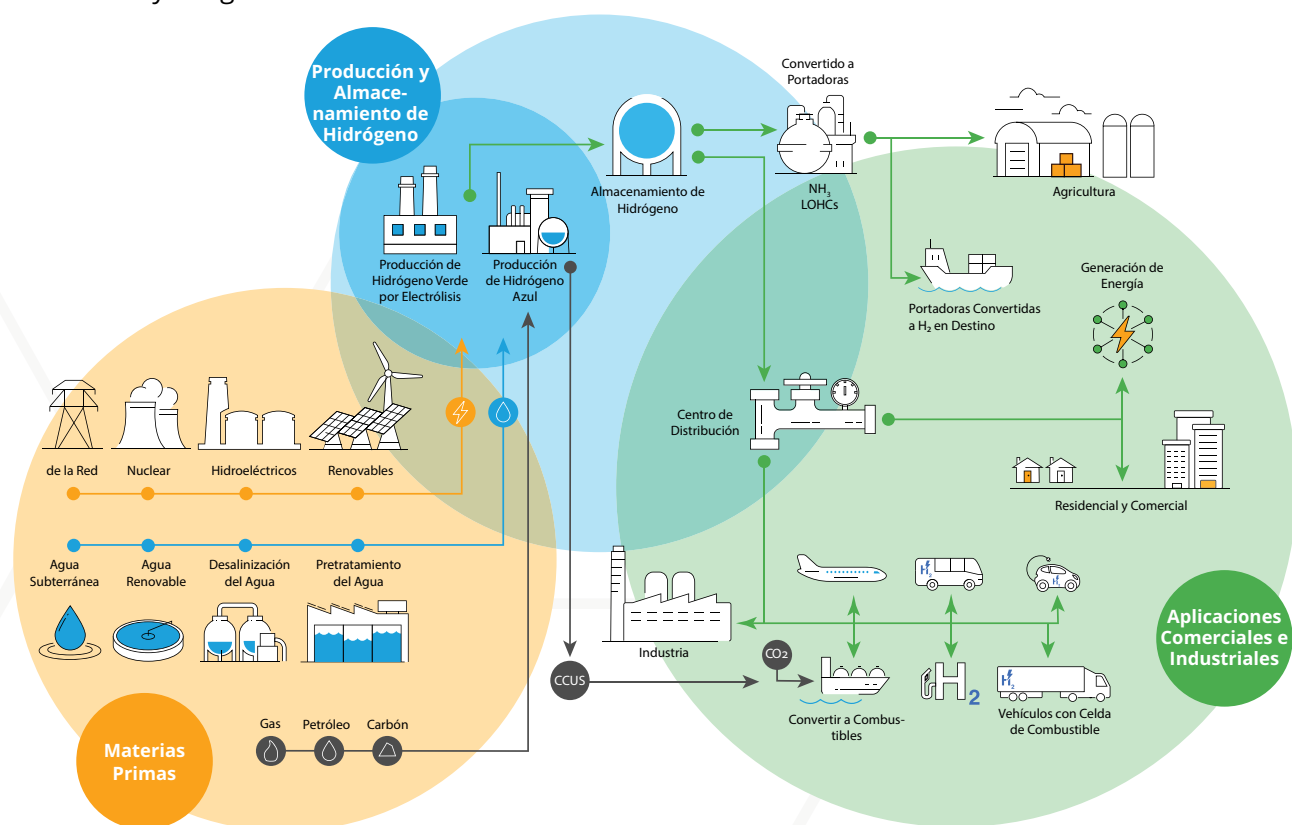 Producción y
Almace-
namiento de
Hidrógeno
Convertido a
Portadoras
NH₃
LOHCs
Almacenamiento de
Hidrógeno
Agricultura
Producción de
Hidrógeno Verde
por Electrólisis
Producción
de Hidrógeno
Azul
Portadoras Convertidas
a H₂ en Destino
Generación de
Energía
Centro de
Distribución
Residencial y Comercial
de la Red
Nuclear
Hidroeléctricos
Renovables
Agua
Subterránea
Agua
Renovable
Desalinización
del Agua
Pretratamiento
del Agua
H₂
H₂
Industria
CO2
CCUS
H₂
H2
Convertir a Combus-
tibles
Vehículos con Celda
de Combustible
Aplicaciones
Comerciales e
Industriales
Gas
Petróleo
Carbón
Materias
Primas